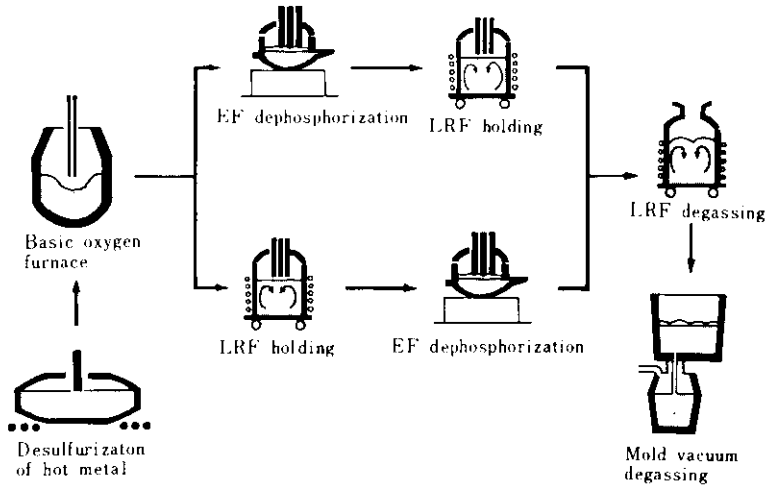 EF dephosphorization
LRF holding
Basic oxygen
furnace
LRF degassing
LRF holding
EF dephosphorization
Desulfurizaton
of hot metal
Mold vacuum
degassing